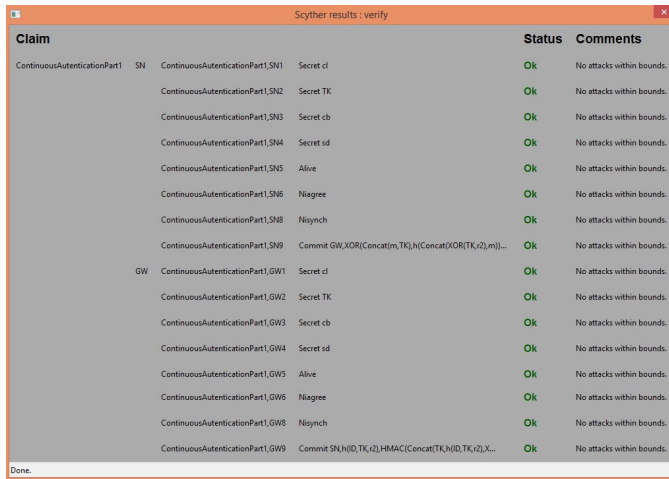 Scyther results : verify
Claim Status Comments
ContinuousAutenticationPart1 SN ContinuousAutenticationPart1,SN1 Secret cl Ok No attacks within bounds.
ContinuousAutenticationPart1,SN2 Secret TK Ok No attacks within bounds.
ContinuousAutenticationPart1,SN3 Secret cb Ok No attacks within bounds.
ContinuousAutenticationPart1,SN4 Secret sd Ok No attacks within bounds.
ContinuousAutenticationPart1,SN5 Alive Ok No attacks within bounds.
ContinuousAutenticationPart1,SN6 Niagree Ok No attacks within bounds.
ContinuousAutenticationPart1,SN8 Nisynch Ok No attacks within bounds.
ContinuousAutenticationPart1,SN9 Commit GW,XOR(Concat(m,TK),h(Concat(XOR(TK,r2),m))... Ok No attacks within bounds.
GW ContinuousAutenticationPart1,GW1 Secret cl Ok No attacks within bounds.
ContinuousAutenticationPart1,GW2 Secret TK Ok No attacks within bounds.
ContinuousAutenticationPart1,GW3 Secret cb Ok No attacks within bounds.
ContinuousAutenticationPart1,GW4 Secret sd Ok No attacks within bounds.
ContinuousAutenticationPart1,GW5 Alive Ok No attacks within bounds.
ContinuousAutenticationPart1,GW6 Niagree Ok No attacks within bounds.
ContinuousAutenticationPart1,GW8 Nisynch Ok No attacks within bounds.
ContinuousAutenticationPart1,GW9 Commit SN,h(ID,TK,r2),HMAC(Concat(TK,h(ID,TK,r2),X... Ok No attacks within bounds.
Done.